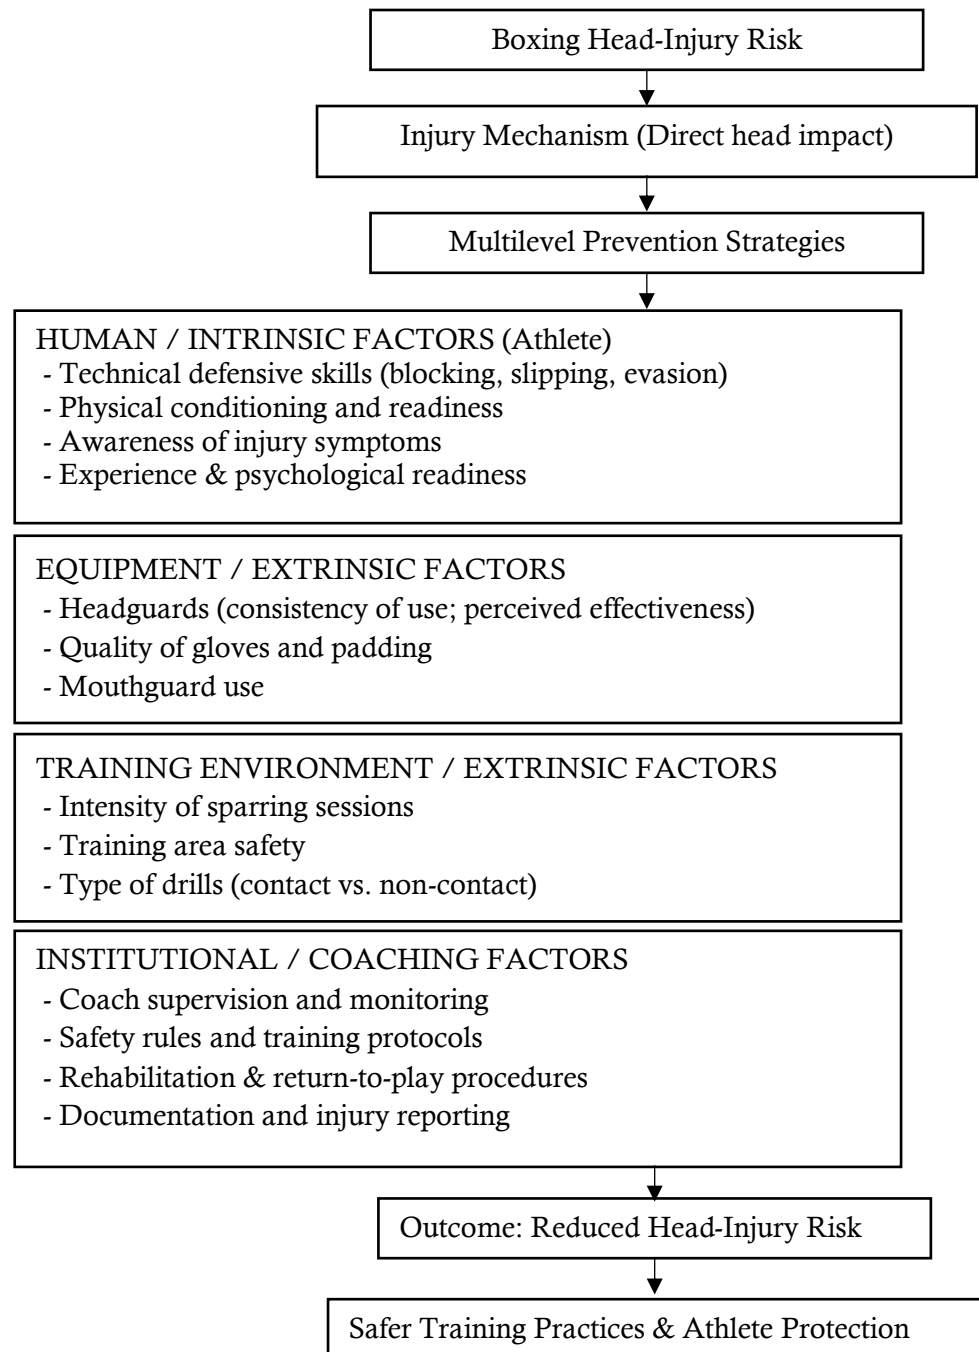 Boxing Head-Injury Risk
Injury Mechanism (Direct head impact)
Multilevel Prevention Strategies
HUMAN / INTRINSIC FACTORS (Athlete)
- Technical defensive skills (blocking, slipping, evasion)
- Physical conditioning and readiness
- Awareness of injury symptoms
- Experience & psychological readiness
EQUIPMENT / EXTRINSIC FACTORS
- Headguards (consistency of use; perceived effectiveness)
- Quality of gloves and padding
- Mouthguard use
TRAINING ENVIRONMENT / EXTRINSIC FACTORS
- Intensity of sparring sessions
- Training area safety
- Type of drills (contact vs. non-contact)
INSTITUTIONAL / COACHING FACTORS
- Coach supervision and monitoring
- Safety rules and training protocols
- Rehabilitation & return-to-play procedures
- Documentation and injury reporting
Outcome: Reduced Head-Injury Risk
Safer Training Practices & Athlete Protection